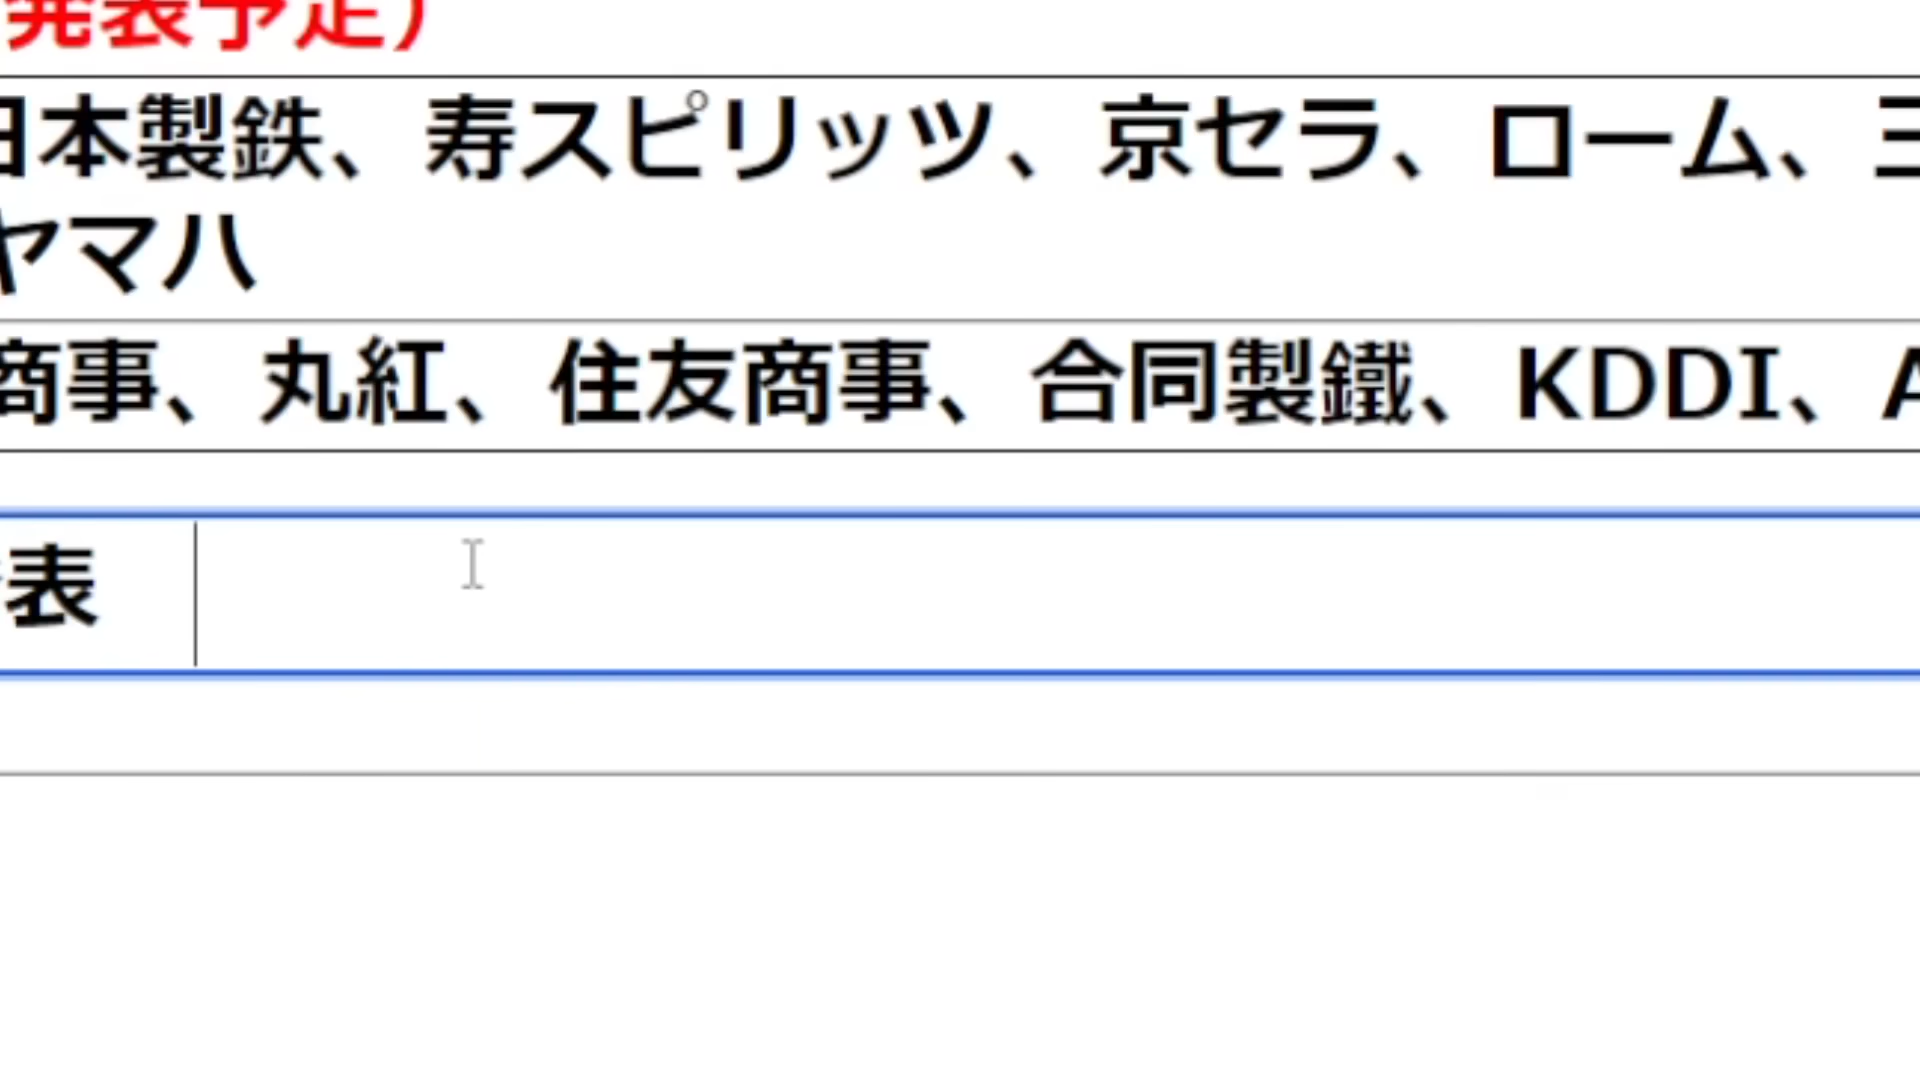 発表予定)
日本製鉄、寿スピリッツ、京セラ、ローム、三
ヤマハ
商事、丸紅、住友商事、合同製鐵、KDDI、A
表